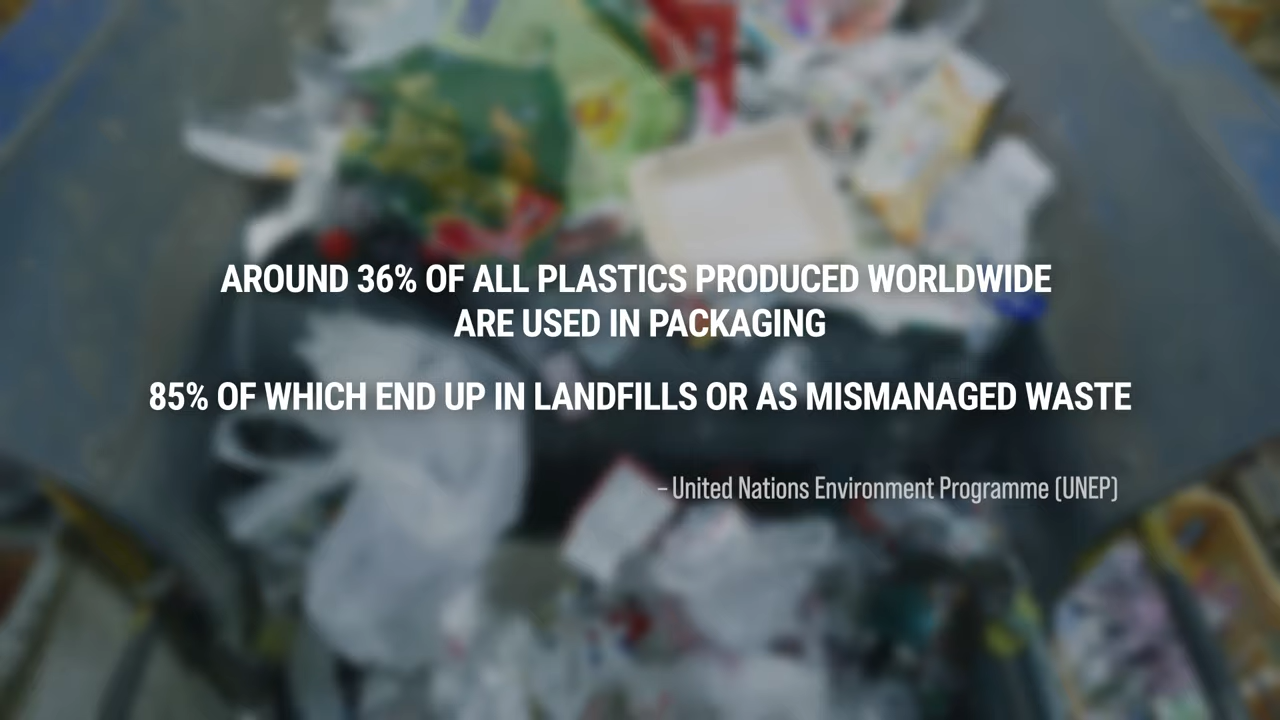 AROUND 36% OF ALL PLASTICS PRODUCED WORLDWIDE
ARE USED IN PACKAGING
85% OF WHICH END UP IN LANDFILLS OR AS MISMANAGED WASTE
– United Nations Environment Programme (UNEP)